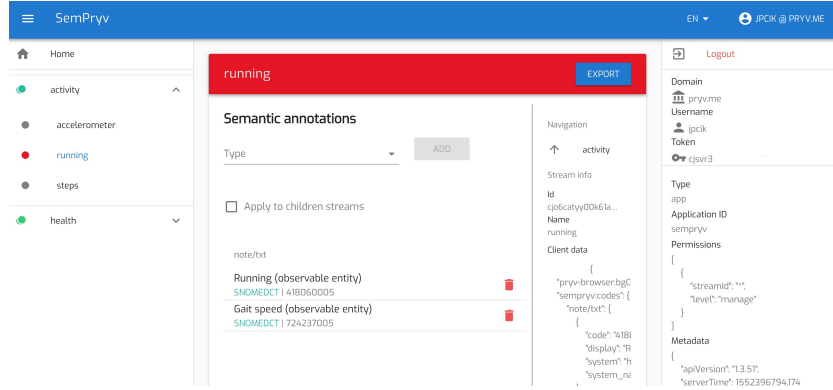 SemPryv
EN
JPCIK @ PRYV.ME
Home
activity
accelerometer
running
steps
health
running
EXPORT
Semantic annotations
Type
ADD
Apply to children streams
note/txt
Running (observable entity)
SNOMEDCT | 418060005
Gait speed (observable entity)
SNOMEDCT | 724237005
Navigation
activity
Stream info
Id
cjo6catyy00k61a...
Name
running
Client data
{
"pryv-browser:bgC
"sempryv:codes": {
"note/txt": [
{
"code": "418(
"display": "R
"system": "h
"system_na
Logout
Domain
pryv.me
Username
jpcik
Token
cjsvr3
Type
app
Application ID
sempryv
Permissions
[
{
"streamId": "*",
"level": "manage"
}
]
Metadata
{
"apiVersion": "1.3.51",
"serverTime": 1552396794.174